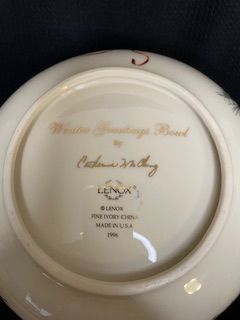 Winter Greetings Bowl
by
Catherine McClung
LENOX
© LENOX
FINE IVORY CHINA
MADE IN U.S.A
1996